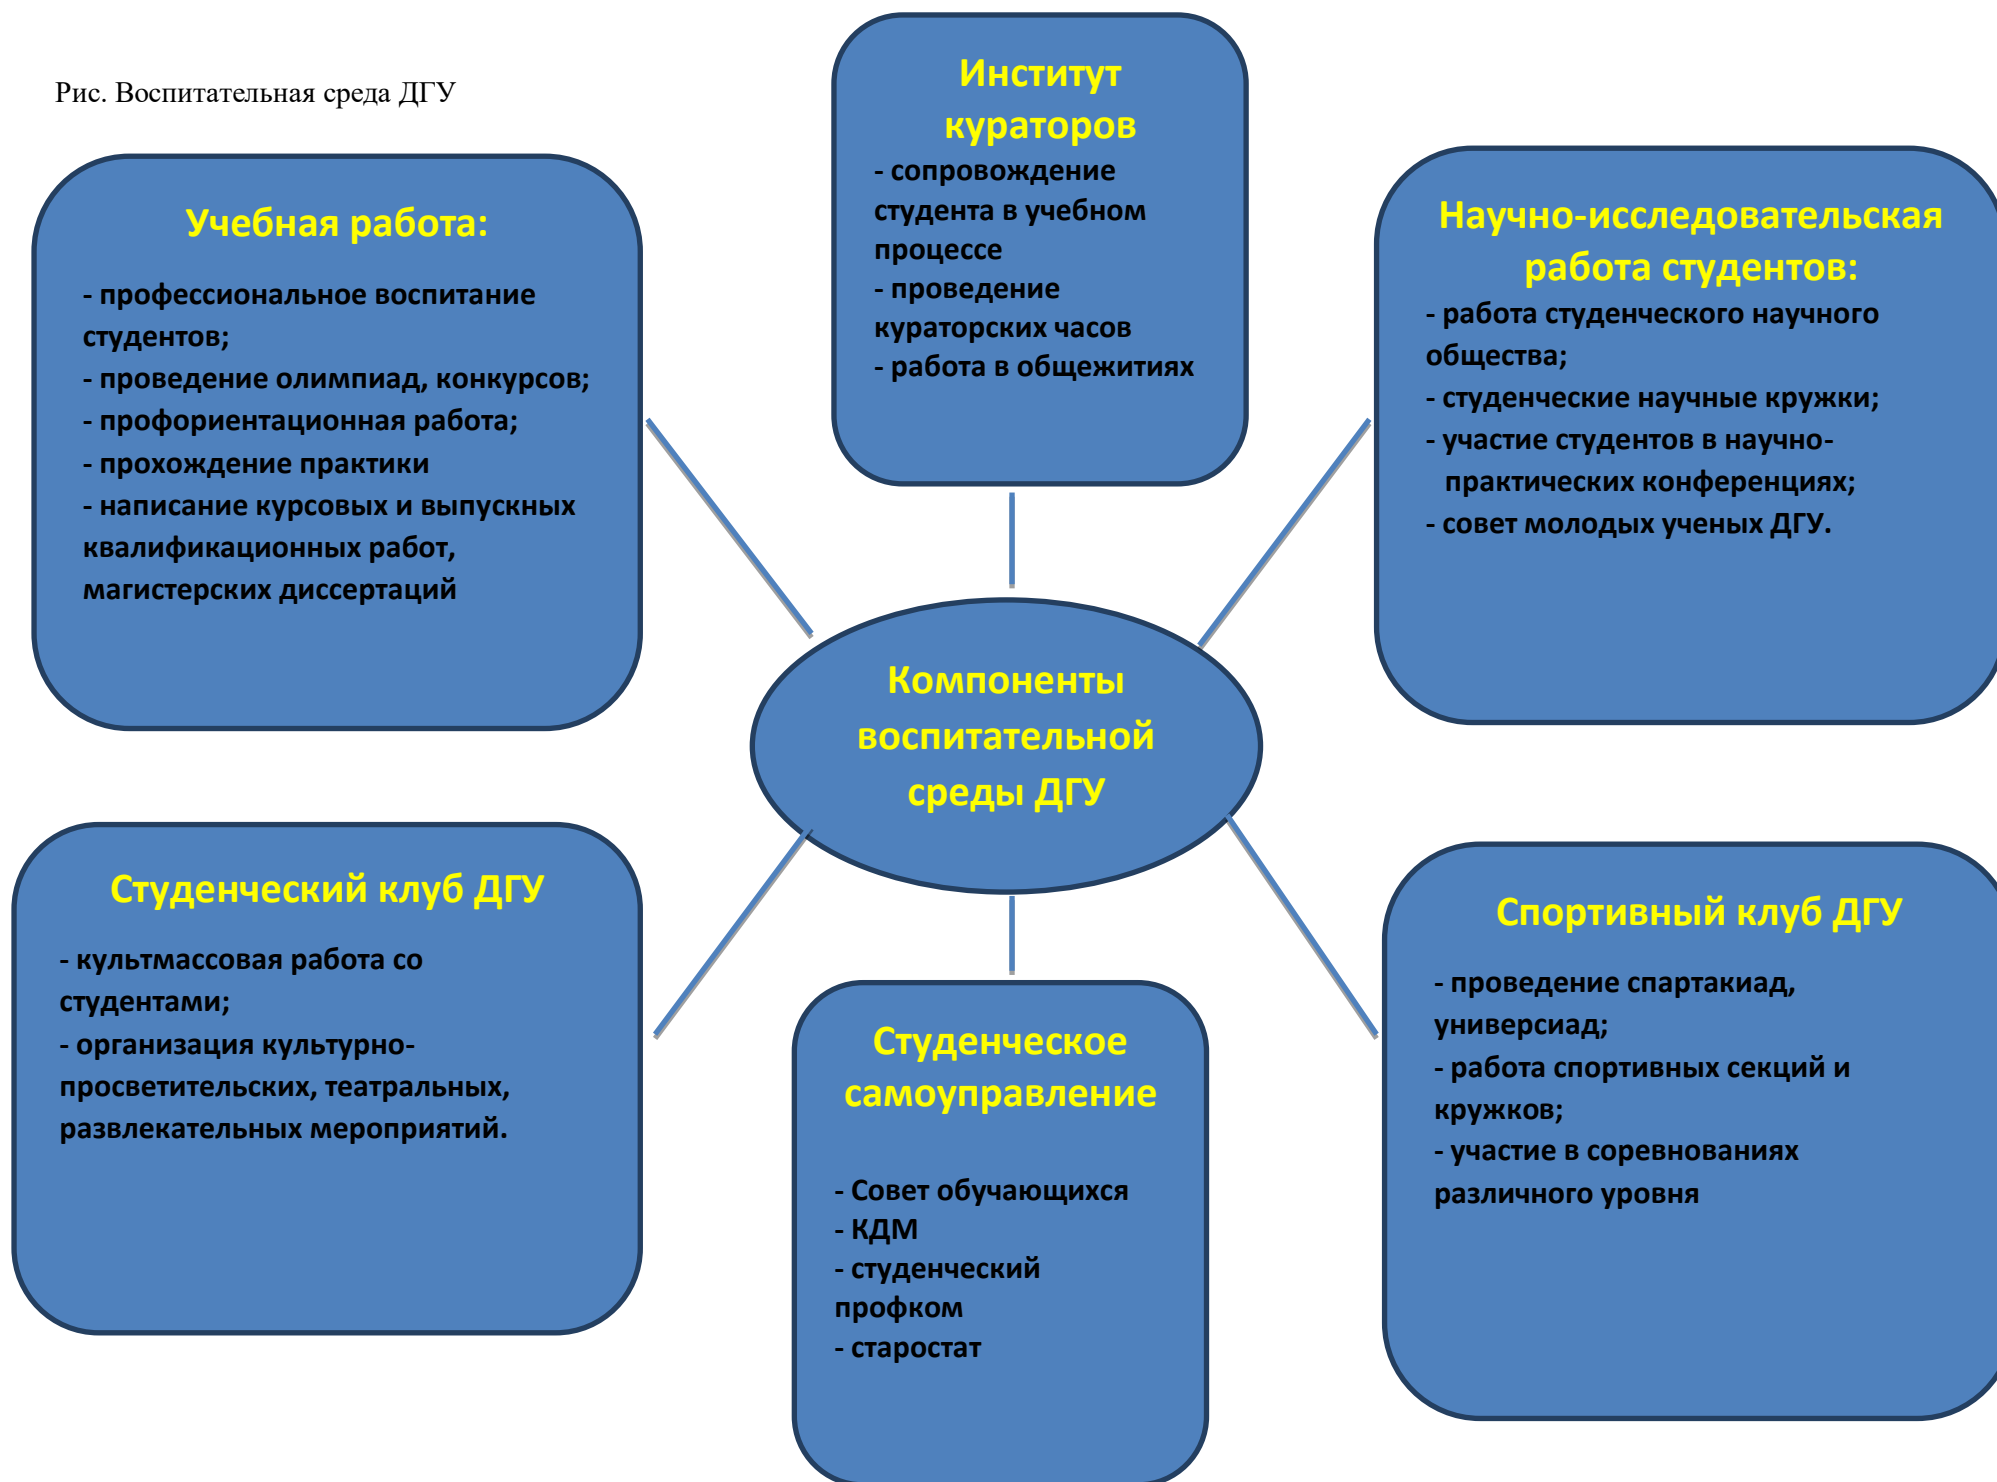 Рис. Воспитательная среда ДГУ
Институт
кураторов
- сопровождение
студента в учебном
процессе
- проведение
кураторских часов
- работа в общежитиях
Учебная работа:
- профессиональное воспитание
студентов;
- проведение олимпиад, конкурсов;
- профориентационная работа;
- прохождение практики
- написание курсовых и выпускных
квалификационных работ,
магистерских диссертаций
Научно-исследовательская
работа студентов:
- работа студенческого научного
общества;
- студенческие научные кружки;
- участие студентов в научно-
практических конференциях;
- совет молодых ученых ДГУ.
Компоненты
воспитательной
среды ДГУ
Студенческий клуб ДГУ
- культмассовая работа со
студентами;
- организация культурно-
просветительских, театральных,
развлекательных мероприятий.
Студенческое
самоуправление
- Совет обучающихся
- КДМ
- студенческий
профком
- старостат
Спортивный клуб ДГУ
- проведение спартакиад,
универсиад;
- работа спортивных секций и
кружков;
- участие в соревнованиях
различного уровня